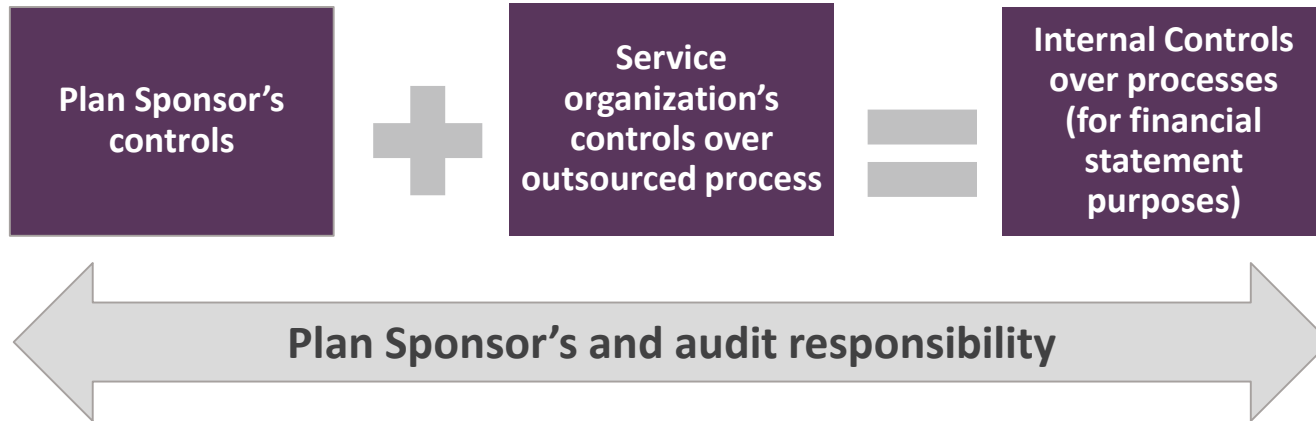 Plan Sponsor’s
controls
Service
organization’s
controls over
outsourced process
Internal Controls
over processes
(for financial
statement
purposes)
Plan Sponsor’s and audit responsibility